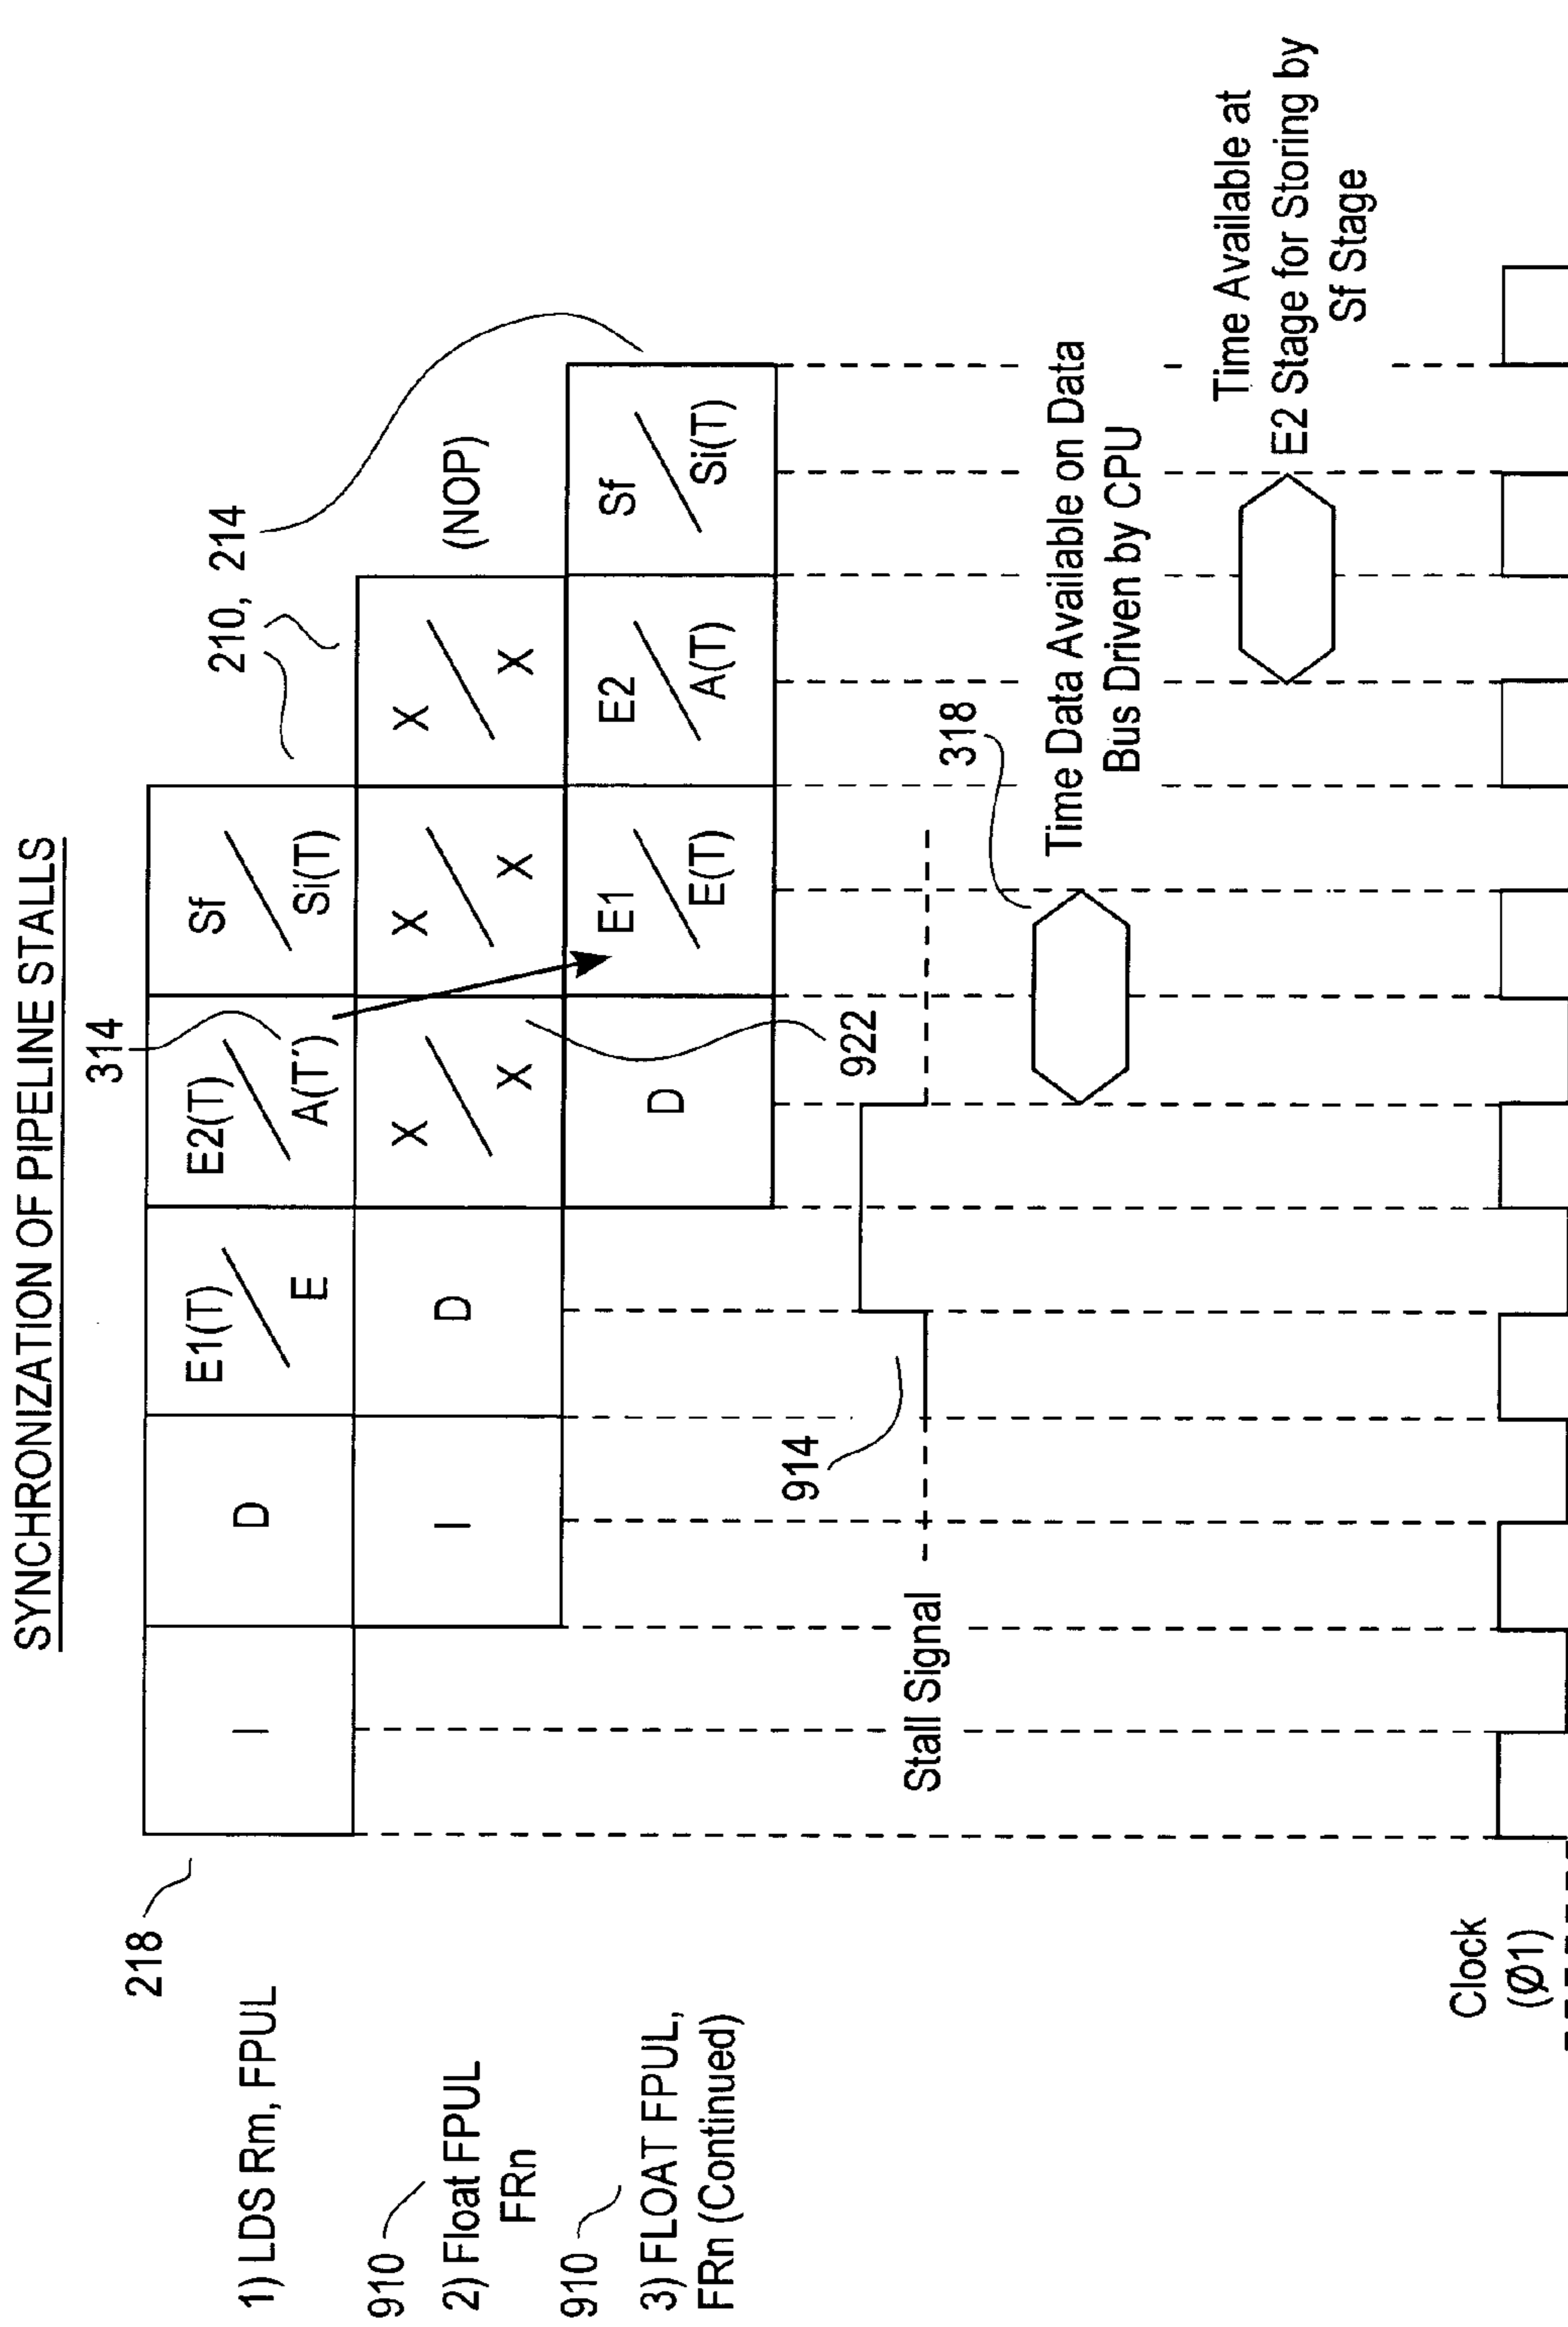 SYNCHRONIZATION OF PIPELINE STALLS
218
314
210, 214
1) LDS Rm, FPUL
I
D
E1(T)
E
E2(T)
A(T')
Sf
Si(T)
910
2) Float FPUL
FRn
I
D
X
X
X
X
X
X
(NOP)
910
3) FLOAT FPUL,
FRn (Continued)
D
E1
E(T)
E2
A(T)
Sf
Si(T)
914
922
Stall Signal
318
Time Data Available on Data
Bus Driven by CPU
Time Available at
E2 Stage for Storing by
Sf Stage
Clock
(Ø1)